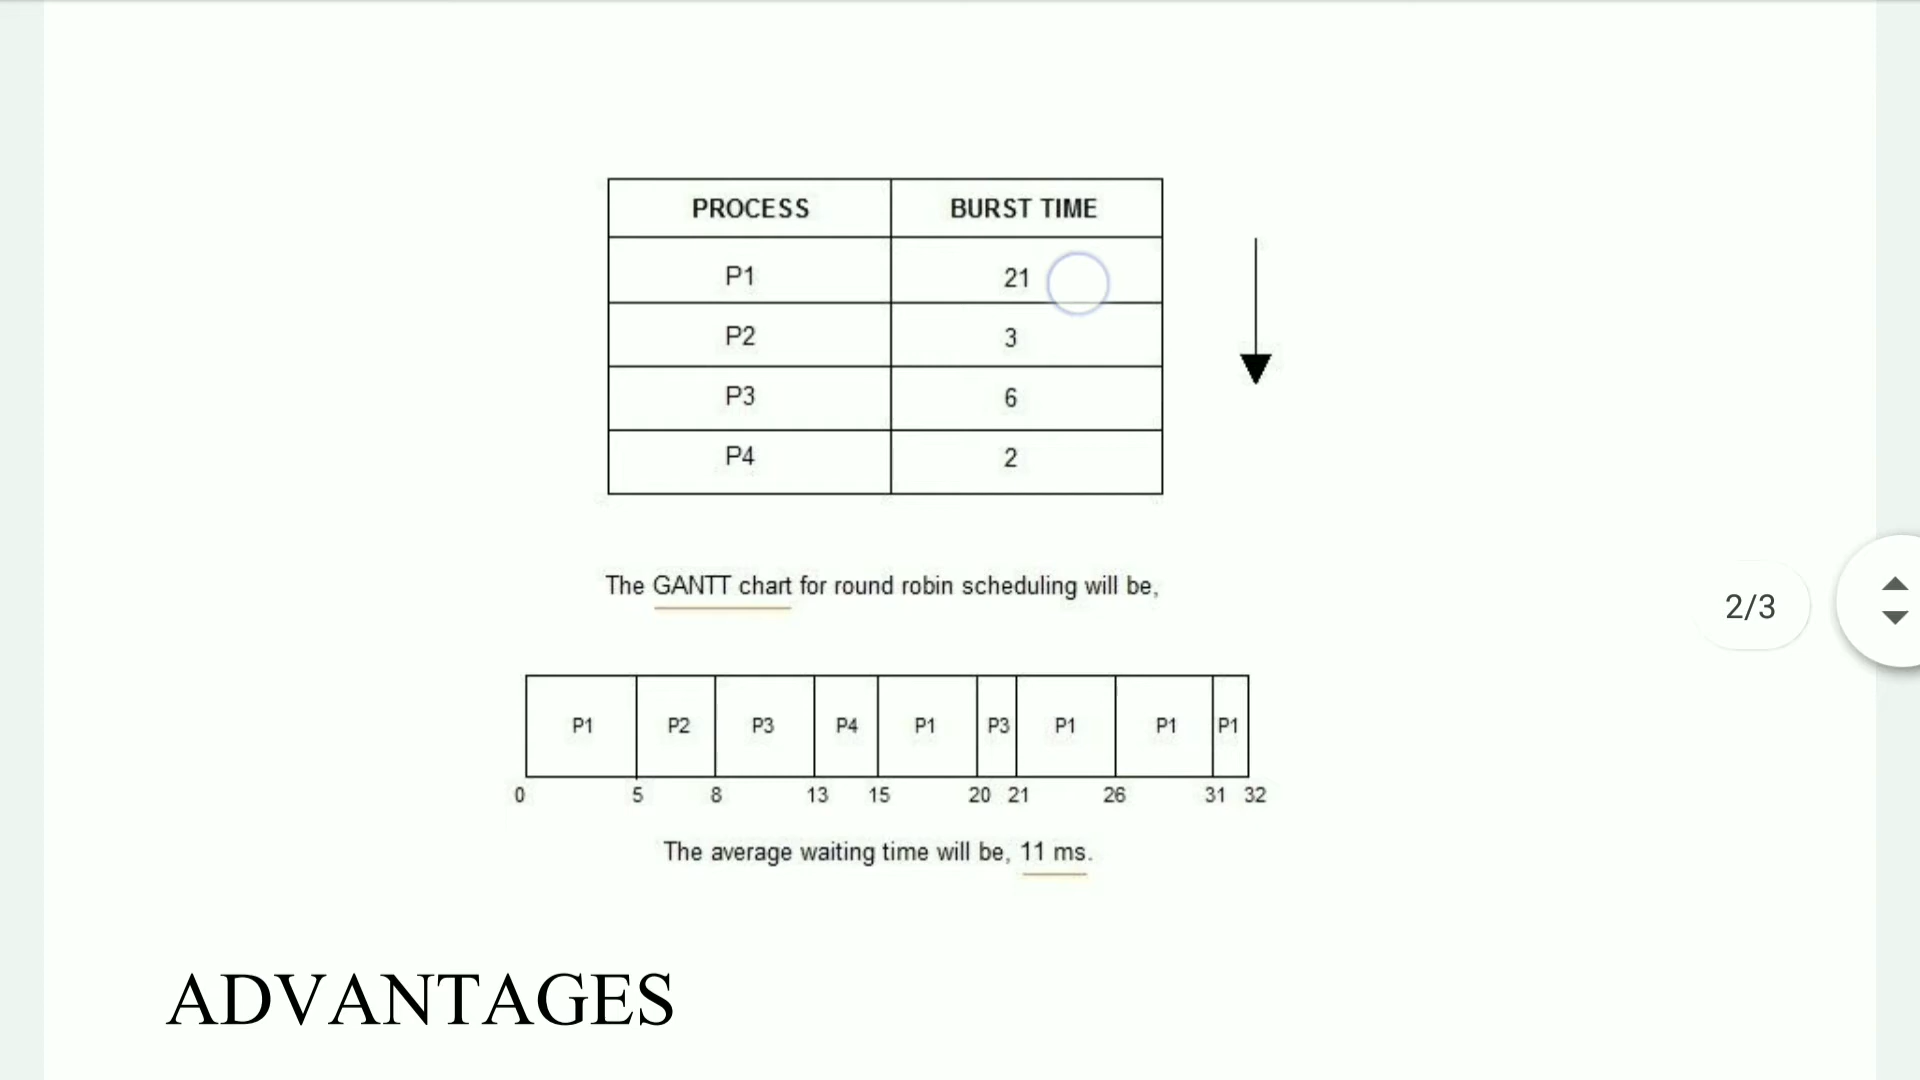 PROCESS BURST TIME
P1 21
P2 3
P3 6
P4 2
The GANTT chart for round robin scheduling will be,
2/3
P1 P2 P3 P4 P1 P3 P1 P1 P1
0 5 8 13 15 20 21 26 31 32
The average waiting time will be, 11 ms.
ADVANTAGES